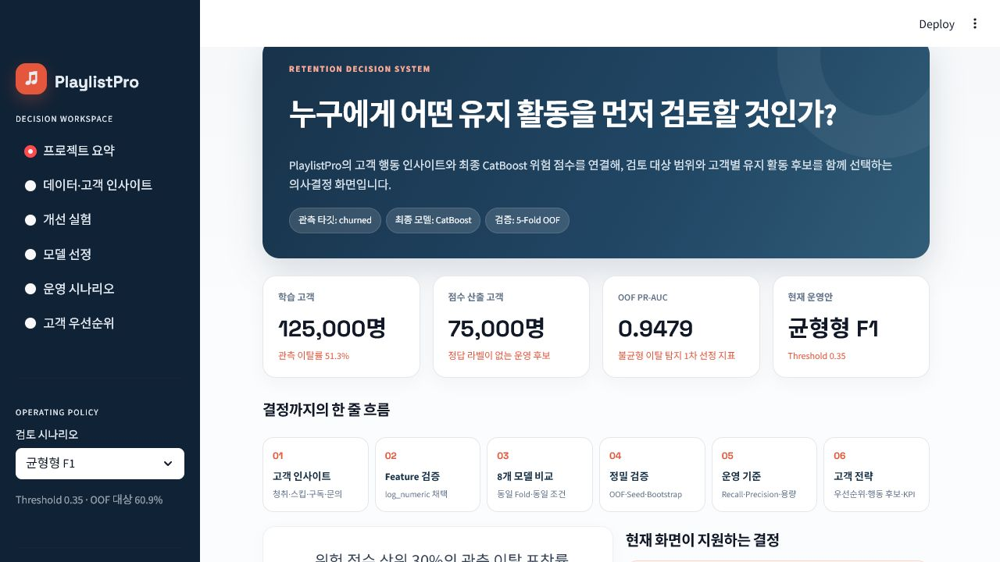 Deploy
PlaylistPro
DECISION WORKSPACE
프로젝트 요약
데이터·고객 인사이트
개선 실험
모델 선정
운영 시나리오
고객 우선순위
OPERATING POLICY
검토 시나리오
균형형 F1
Threshold 0.35 · OOF 대상 60.9%
RETENTION DECISION SYSTEM
누구에게 어떤 유지 활동을 먼저 검토할 것인가?
PlaylistPro의 고객 행동 인사이트와 최종 CatBoost 위험 점수를 연결해, 검토 대상 범위와 고객별 유지 활동 후보를 함께 선택하는
의사결정 화면입니다.
관측 타깃: churned
최종 모델: CatBoost
검증: 5-Fold OOF
학습 고객
125,000명
관측 이탈률 51.3%
점수 산출 고객
75,000명
정답 라벨이 없는 운영 후보
OOF PR-AUC
0.9479
불균형 이탈 탐지 1차 선정 지표
현재 운영안
균형형 F1
Threshold 0.35
결정까지의 한 줄 흐름
01
고객 인사이트
청취·스킵·구독·문의
02
Feature 검증
log_numeric 채택
03
8개 모델 비교
동일 Fold·동일 조건
04
정밀 검증
OOF·Seed·Bootstrap
05
운영 기준
Recall·Precision·용량
06
고객 전략
우선순위·행동 후보·KPI
위험 점수 상위 30%의 관측 이탈 포착률
현재 화면이 지원하는 결정